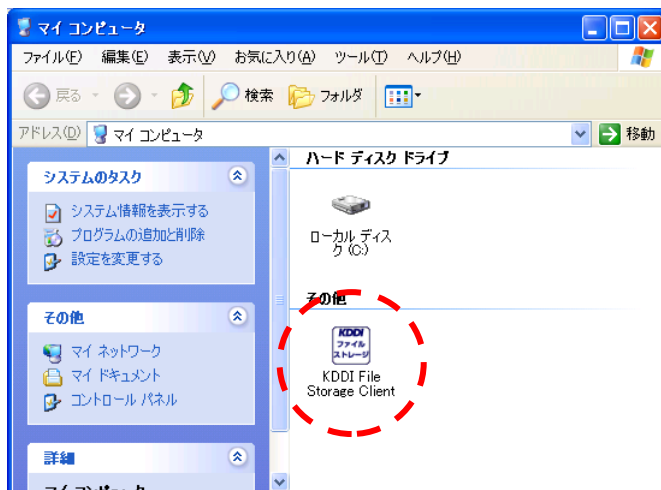 マイ コンピュータ
ファイル(F) 編集(E) 表示(V) お気に入り(A) ツール(T) ヘルプ(H)
戻る 検索 フォルダ
アドレス(D) マイ コンピュータ 移動
システムのタスク
システム情報を表示する
プログラムの追加と削除
設定を変更する
その他
マイ ネットワーク
マイ ドキュメント
コントロール パネル
詳細
マイ コンピュータ
ハード ディスク ドライブ
ローカル ディス
ク (C:)
その他
KDDI
ファイル
ストレージ
KDDI File
Storage Client